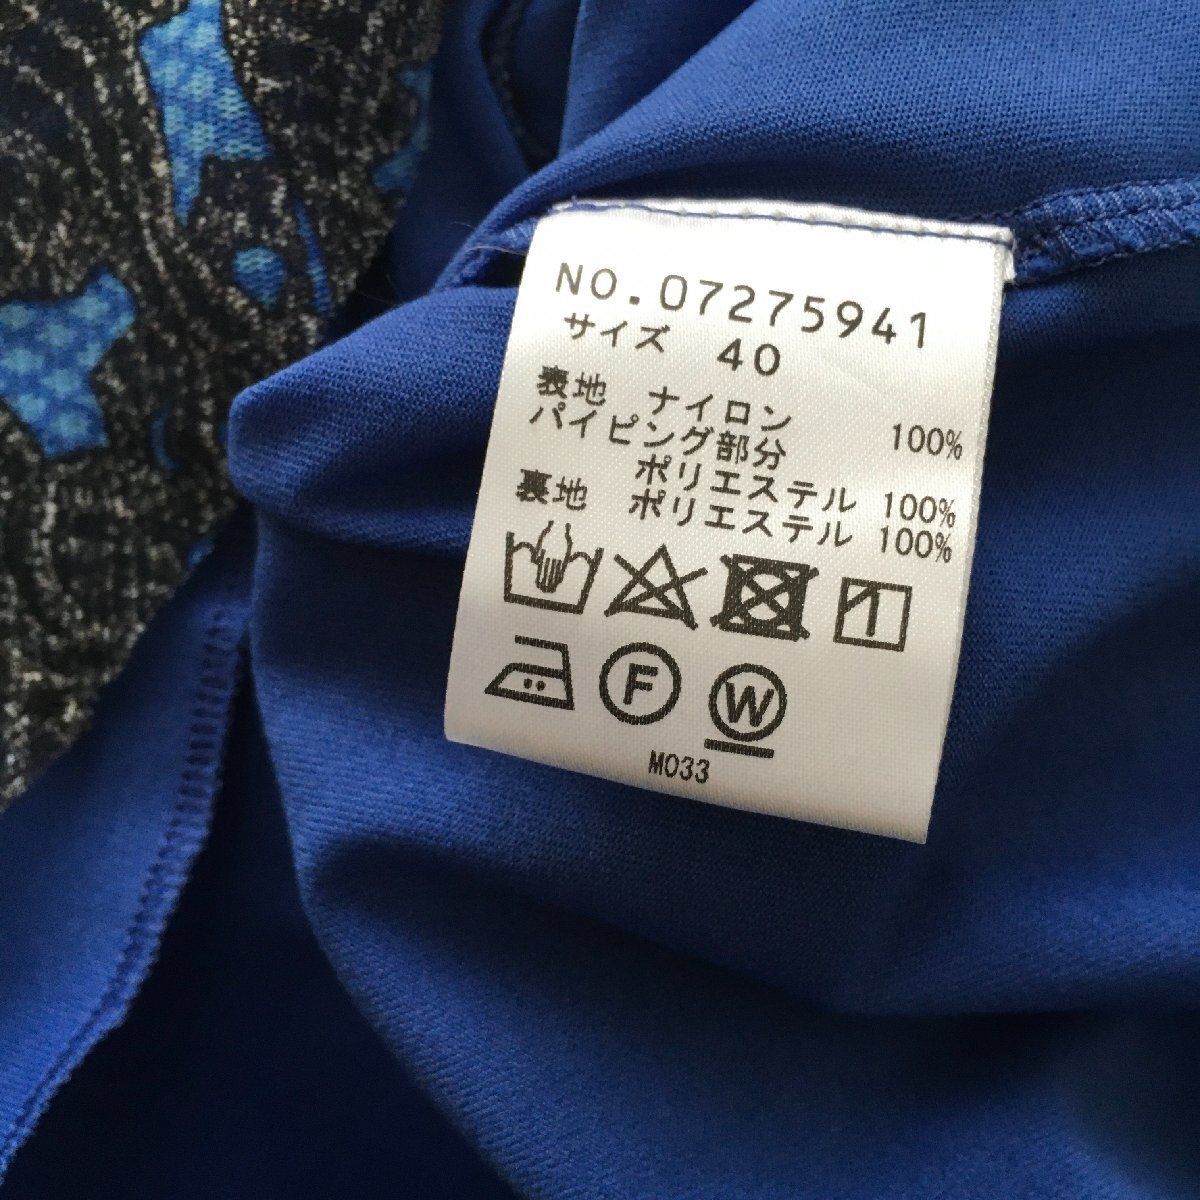 NO.07275941
サイズ 40
表地 ナイロン 100%
パイピング部分
ポリエステル 100%
裏地 ポリエステル 100%
F W
M033